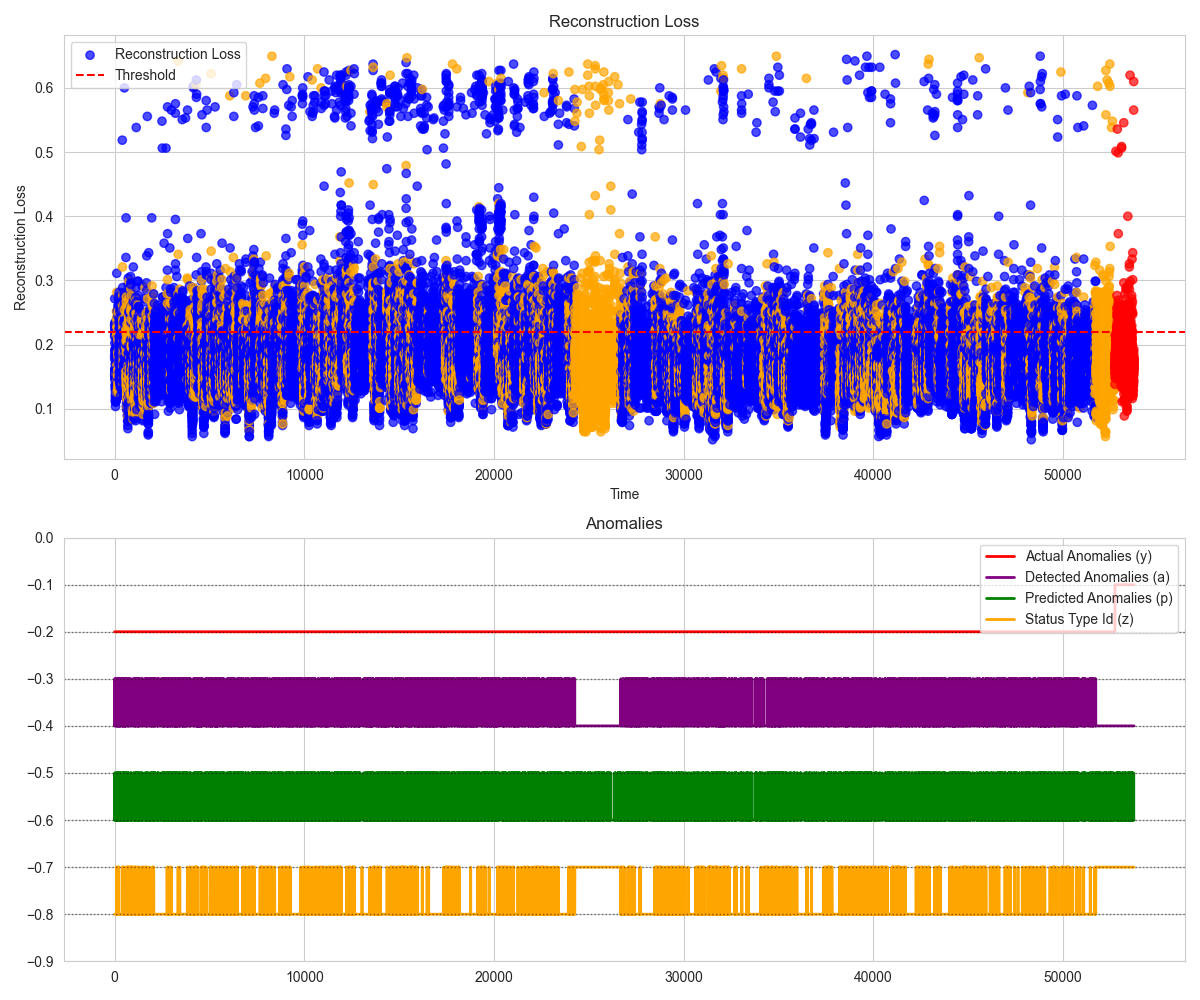 Reconstruction Loss
Reconstruction Loss
Threshold
0.6
0.5
0.4
0.3
0.2
0.1
Reconstruction Loss
0 10000 20000 30000 40000 50000
Time
Anomalies
0.0
−0.1
−0.2
−0.3
−0.4
−0.5
−0.6
−0.7
−0.8
−0.9
Actual Anomalies (y)
Detected Anomalies (a)
Predicted Anomalies (p)
Status Type Id (z)
0 10000 20000 30000 40000 50000